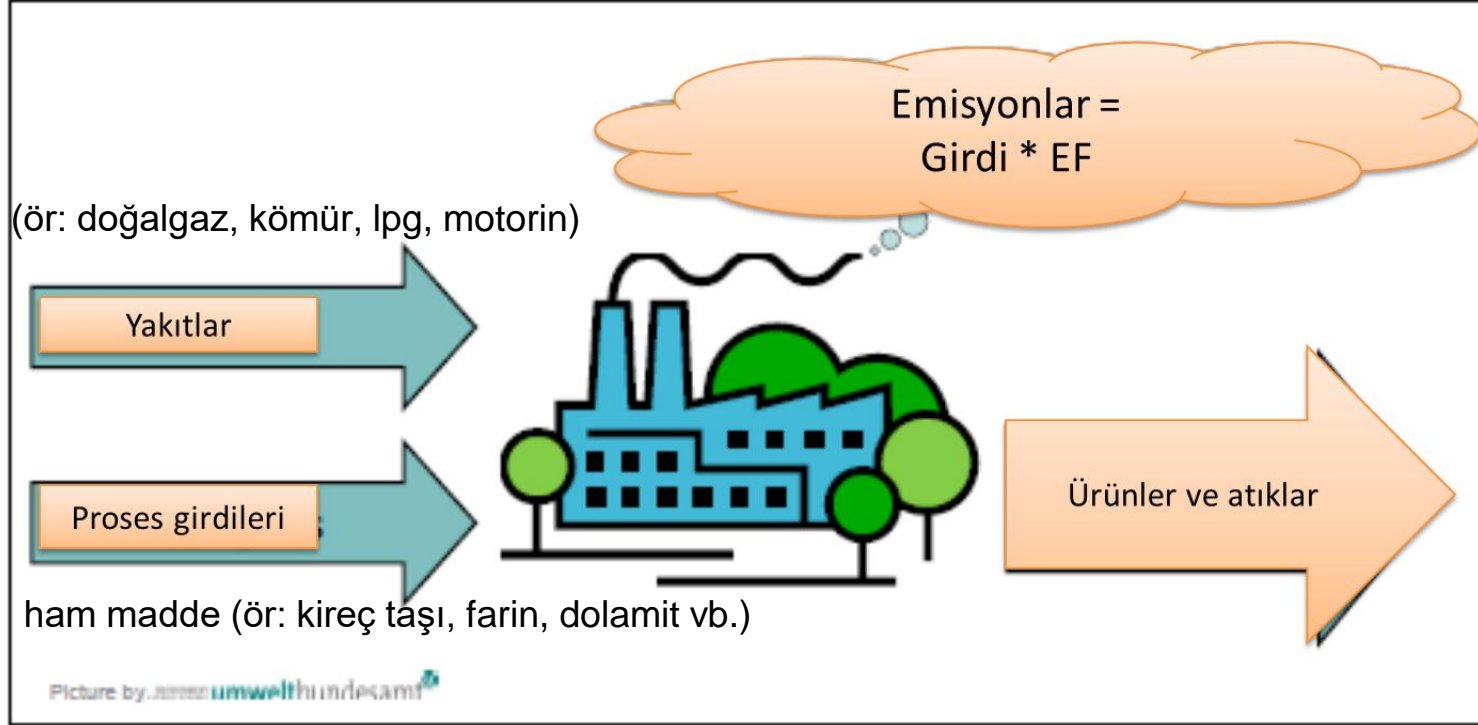 Emisyonlar =
Girdi * EF
(ör: doğalgaz, kömür, lpg, motorin)
Yakıtlar
Proses girdileri
Ürünler ve atıklar
ham madde (ör: kireç taşı, farin, dolamit vb.)
Picture by umweltbundesamt